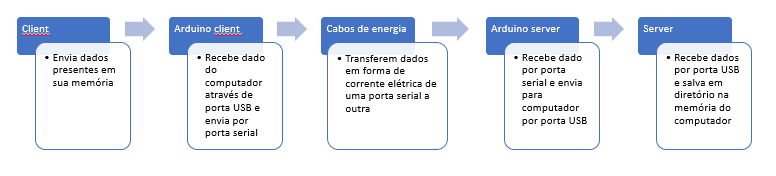 Client
• Envia dados
presentes em
sua memória
Arduino client
• Recebe dado
do
computador
através de
porta USB e
envia por
porta serial
Cabos de energia
• Transferem dados
em forma de
corrente elétrica de
uma porta serial a
outra
Arduino server
• Recebe dado
por porta
serial e envia
para
computador
por porta USB
Server
• Recebe dados
por porta USB
e salva em
diretório na
memória do
computador